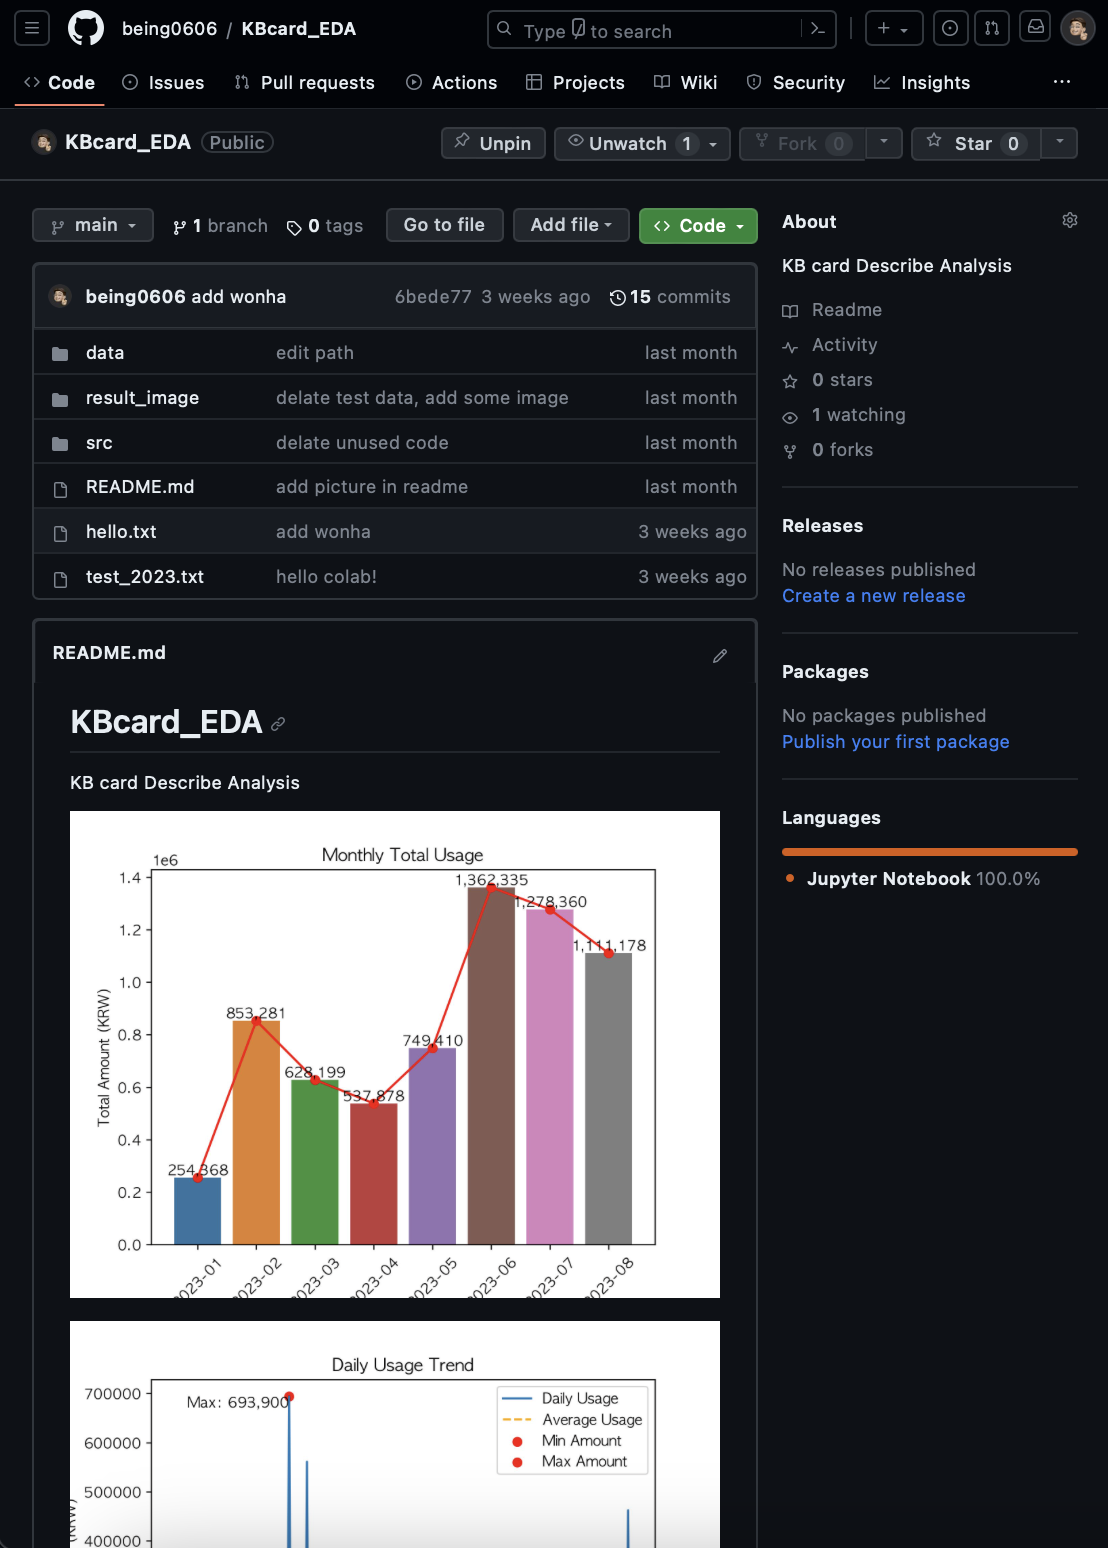 being0606 / KBcard_EDA
Type / to search
Code Issues Pull requests Actions Projects Wiki Security Insights
KBcard_EDA Public
Unpin Unwatch 1 Fork 0 Star 0
main 1 branch 0 tags Go to file Add file Code
being0606 add wonha 6bede77 3 weeks ago 15 commits
data edit path last month
result_image delate test data, add some image last month
src delate unused code last month
README.md add picture in readme last month
hello.txt add wonha 3 weeks ago
test_2023.txt hello colab! 3 weeks ago
README.md
KBcard_EDA
KB card Describe Analysis
Monthly Total Usage
1e6
1.4
1.2
1.0
0.8
0.6
0.4
0.2
0.0
Total Amount (KRW)
254,368
853,281
628,199
537,878
749,410
1,362,335
1,278,360
1,111,178
2023-01
2023-02
2023-03
2023-04
2023-05
2023-06
2023-07
2023-08
Daily Usage Trend
700000
600000
500000
400000
(KRW)
Max: 693,900
Daily Usage
Average Usage
Min Amount
Max Amount
About
KB card Describe Analysis
Readme
Activity
0 stars
1 watching
0 forks
Releases
No releases published
Create a new release
Packages
No packages published
Publish your first package
Languages
Jupyter Notebook 100.0%